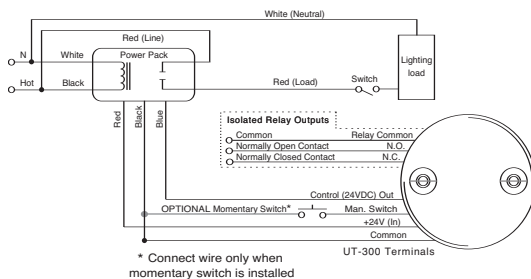 White (Neutral)
Red (Line)
N
White
Power Pack
Lighting
load
Hot
Black
Red (Load)
Switch
Red
Black
Blue
Isolated Relay Outputs
Common
Relay Common
Normally Open Contact
N.O.
Normally Closed Contact
N.C.
Control (24VDC) Out
OPTIONAL Momentary Switch*
Man. Switch
+24V (In)
Common
UT-300 Terminals
* Connect wire only when
momentary switch is installed